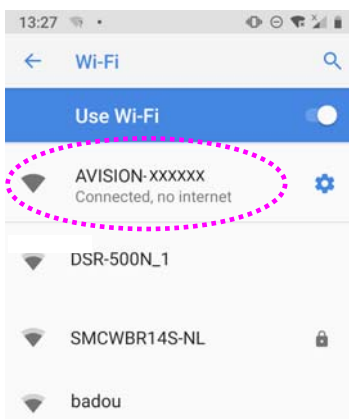 13:27
Wi-Fi
Use Wi-Fi
AVISION-xxxxxx
Connected, no internet
DSR-500N_1
SMCWBR14S-NL
badou